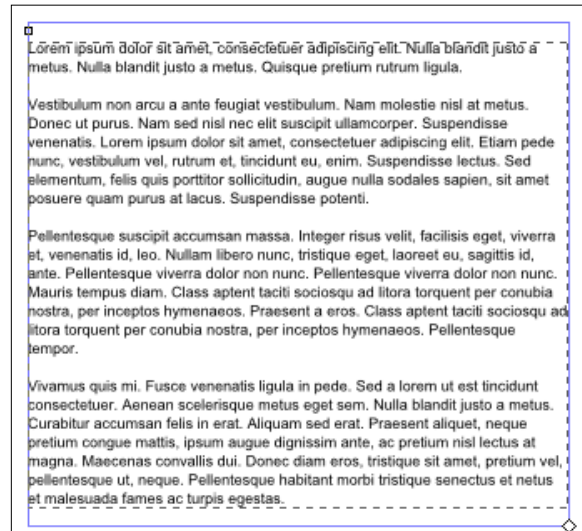 Lorem ipsum dolor sit amet, consectetuer adipiscing elit. Nulla blandit justo a
metus. Nulla blandit justo a metus. Quisque pretium rutrum ligula.
Vestibulum non arcu a ante feugiat vestibulum. Nam molestie nisl at metus.
Donec ut purus. Nam sed nisl nec elit suscipit ullamcorper. Suspendisse
venenatis. Lorem ipsum dolor sit amet, consectetuer adipiscing elit. Etiam pede
nunc, vestibulum vel, rutrum et, tincidunt eu, enim. Suspendisse lectus. Sed
elementum, felis quis porttitor sollicitudin, augue nulla sodales sapien, sit amet
posuere quam purus at lacus. Suspendisse potenti.
Pellentesque suscipit accumsan massa. Integer risus velit, facilisis eget, viverra
et, venenatis id, leo. Nullam libero nunc, tristique eget, laoreet eu, sagittis id,
ante. Pellentesque viverra dolor non nunc. Pellentesque viverra dolor non nunc.
Mauris tempus diam. Class aptent taciti sociosqu ad litora torquent per conubia
nostra, per inceptos hymenaeos. Praesent a eros. Class aptent taciti sociosqu ad
litora torquent per conubia nostra, per inceptos hymenaeos. Pellentesque
tempor.
Vivamus quis mi. Fusce venenatis ligula in pede. Sed a lorem ut est tincidunt
consectetuer. Aenean scelerisque metus eget sem. Nulla blandit justo a metus.
Curabitur accumsan felis in erat. Aliquam sed erat. Praesent aliquet, neque
pretium congue mattis, ipsum augue dignissim ante, ac pretium nisl lectus at
magna. Maecenas convallis dui. Donec diam eros, tristique sit amet, pretium vel,
pellentesque ut, neque. Pellentesque habitant morbi tristique senectus et netus
et malesuada fames ac turpis egestas.